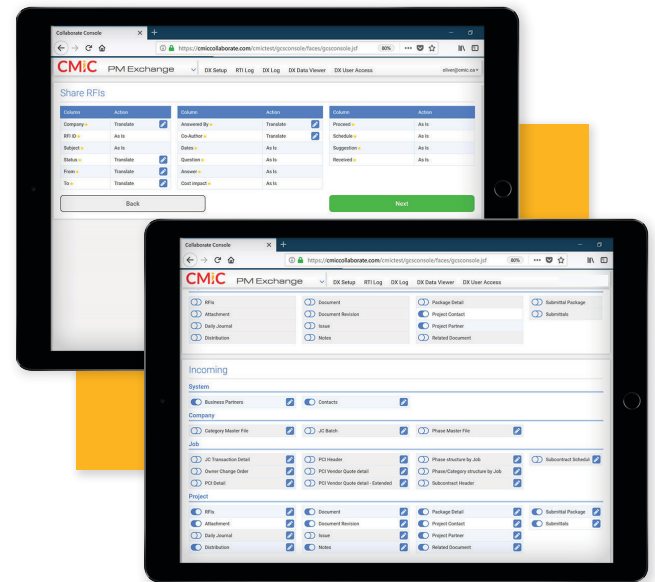 Collaborate Console
https://cmiccollaborate.com/cmictest/gcsconsole/faces/gcsconsole.jsf 80%
CMiC PM Exchange DX Setup RTI Log DX Log DX Data Viewer DX User Access oliver@cmic.ca
Share RFIs
Column Action Column Action Column Action
Company Translate Answered By Translate Proceed As Is
RFI ID As Is Co-Author Translate Schedule As Is
Subject As Is Dates As Is Suggestion As Is
Status Translate Question As Is Received As Is
From Translate Answer As Is
To Translate Cost Impact As Is
Back Next
Collaborate Console
https://cmiccollaborate.com/cmictest/gcsconsole/faces/gcsconsole.jsf 80%
CMiC PM Exchange DX Setup RTI Log DX Log DX Data Viewer DX User Access
RFIs Document Package Detail Submittal Package
Attachment Document Revision Project Contact Submittals
Daily Journal Issue Project Partner
Distribution Notes Related Document
Incoming
System
Business Partners Contacts
Company
Category Master File JC Batch Phase Master File
Job
JC Transaction Detail PCI Header Phase structure by Job Subcontract Schedul
Owner Change Order PCI Vendor Quote detail Phase/Category structure by Job
PCI Detail PCI Vendor Quote detail - Extended Subcontract Header
Project
RFIs Document Package Detail Submittal Package
Attachment Document Revision Project Contact Submittals
Daily Journal Issue Project Partner
Distribution Notes Related Document